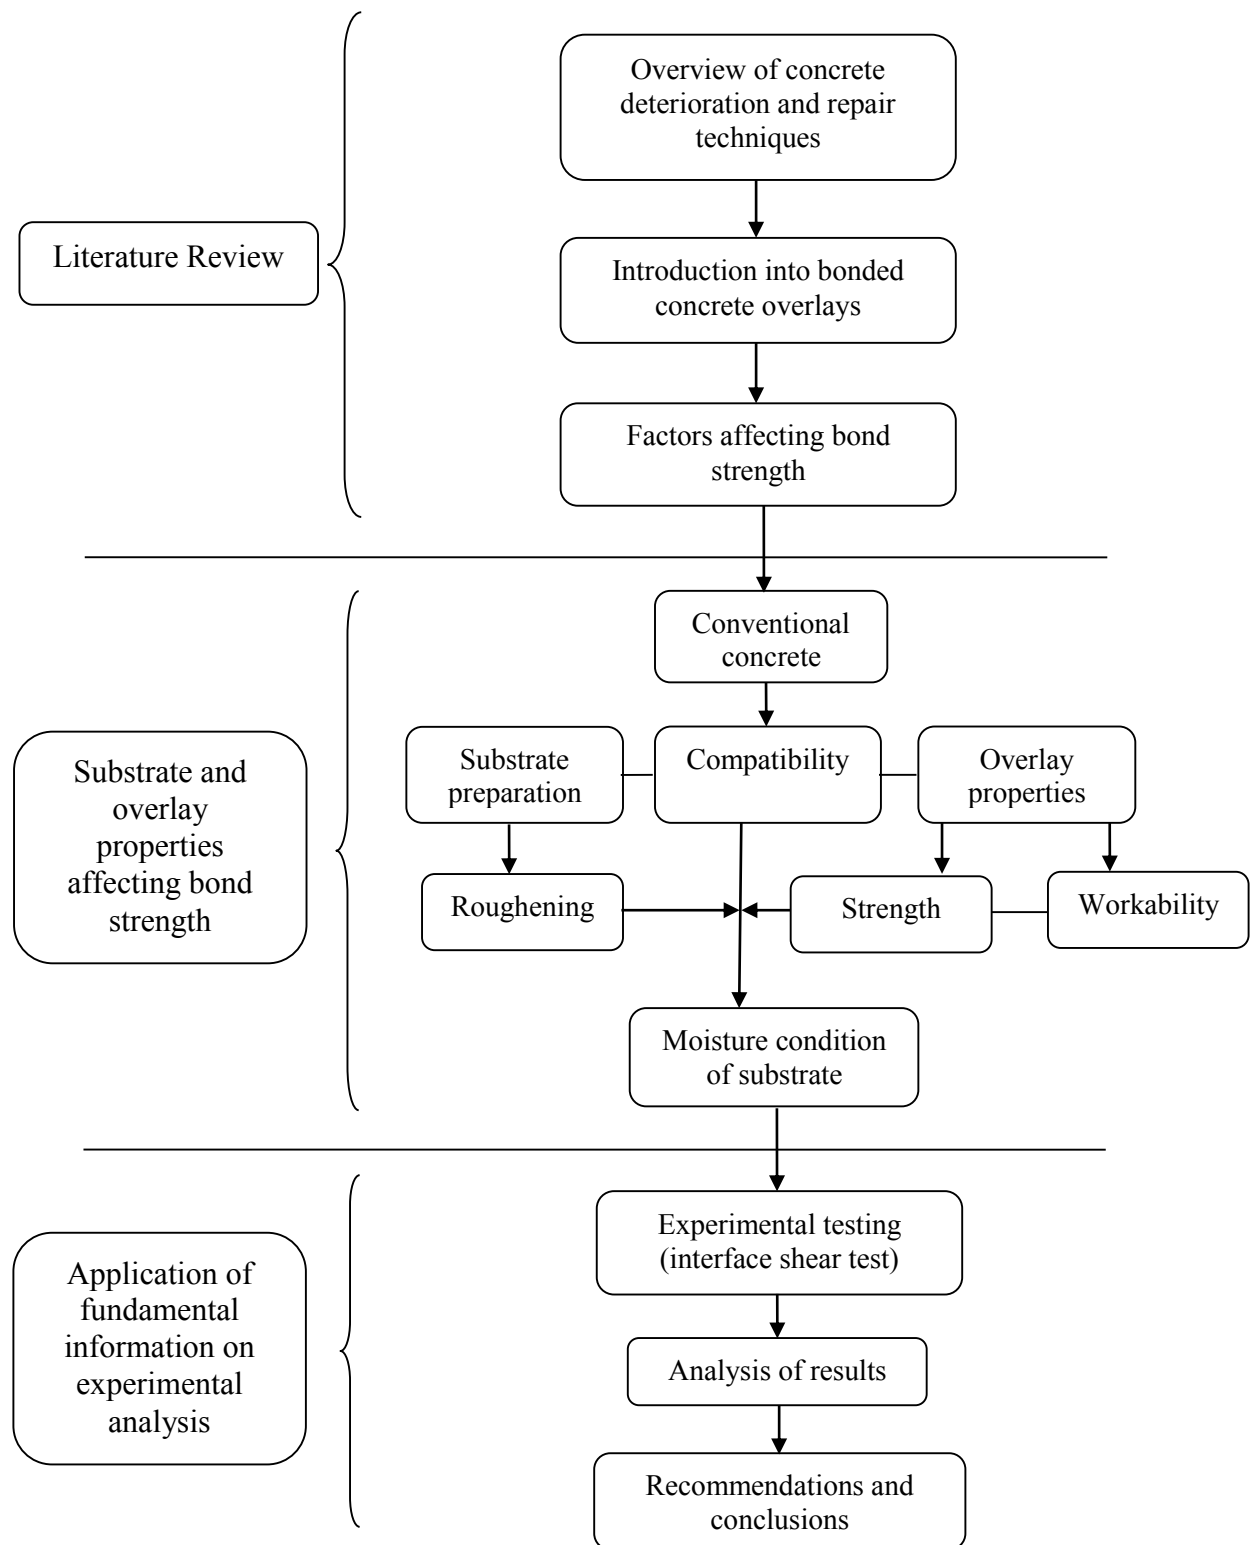 Overview of concrete
deterioration and repair
techniques
Literature Review
Introduction into bonded
concrete overlays
Factors affecting bond
strength
Conventional
concrete
Substrate and
overlay
properties
affecting bond
strength
Substrate
preparation
Compatibility
Overlay
properties
Roughening
Strength
Workability
Moisture condition
of substrate
Application of
fundamental
information on
experimental
analysis
Experimental testing
(interface shear test)
Analysis of results
Recommendations and
conclusions